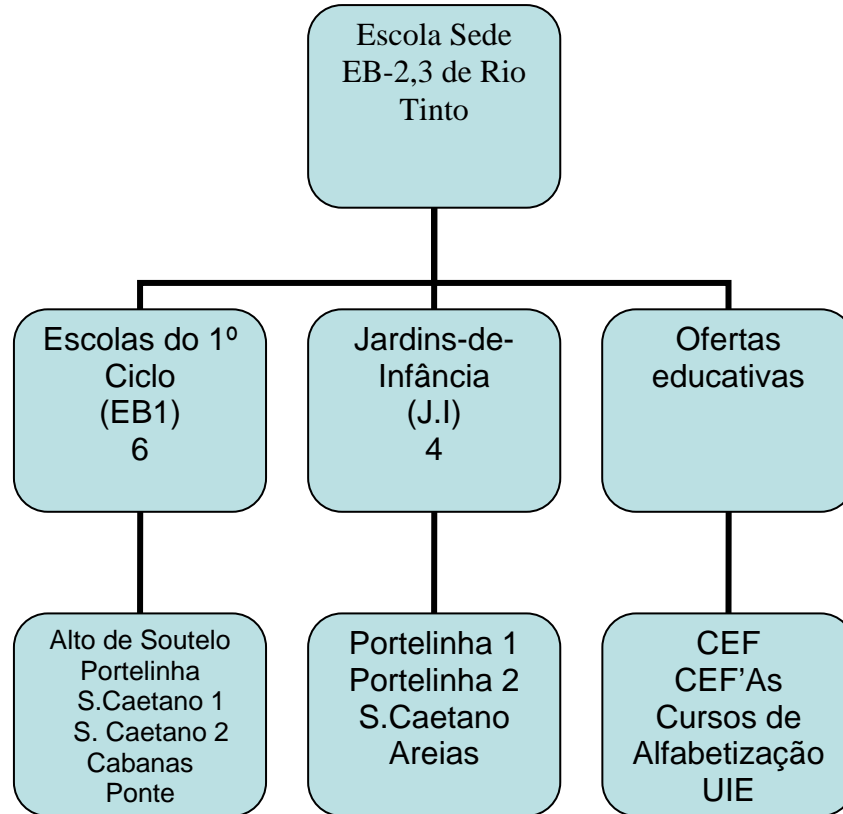 Escola Sede
EB-2,3 de Rio
Tinto
Escolas do 1º
Ciclo
(EB1)
6
Jardins-de-
Infância
(J.I)
4
Ofertas
educativas
Alto de Soutelo
Portelinha
S.Caetano 1
S. Caetano 2
Cabanas
Ponte
Portelinha 1
Portelinha 2
S.Caetano
Areias
CEF
CEF’As
Cursos de
Alfabetização
UIE